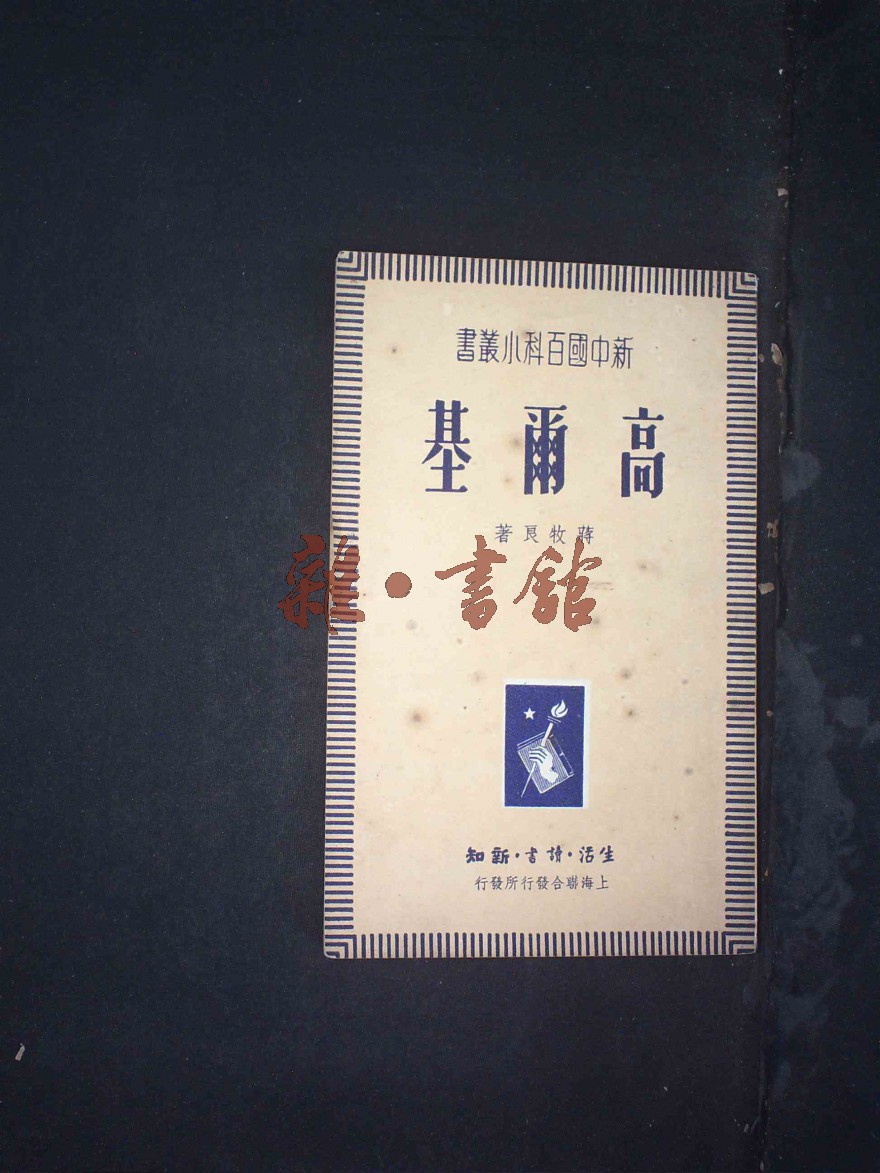 新中國百科小叢書
高爾基
蔣牧良著
雜·書館
生活·讀書·新知
上海聯合發行所發行